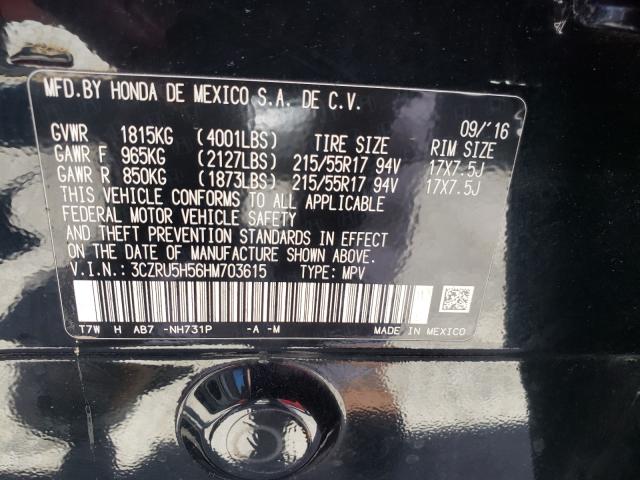 MFD.BY HONDA DE MEXICO S.A. DE C.V.
09/'16
GVWR 1815KG (4001LBS) TIRE SIZE RIM SIZE
GAWR F 965KG (2127LBS) 215/55R17 94V 17X7.5J
GAWR R 850KG (1873LBS) 215/55R17 94V 17X7.5J
THIS VEHICLE CONFORMS TO ALL APPLICABLE
FEDERAL MOTOR VEHICLE SAFETY
AND THEFT PREVENTION STANDARDS IN EFFECT
ON THE DATE OF MANUFACTURE SHOWN ABOVE.
V.I.N.: 3CZRU5H56HM703615 TYPE: MPV
T7W H AB7 -NH731P -A -M MADE IN MEXICO